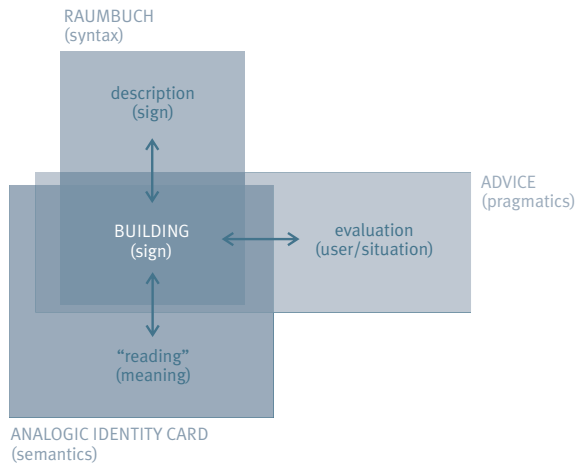 RAUMBUCH
(syntax)
description
(sign)
ADVICE
(pragmatics)
BUILDING
(sign)
evaluation
(user/situation)
“reading”
(meaning)
ANALOGIC IDENTITY CARD
(semantics)